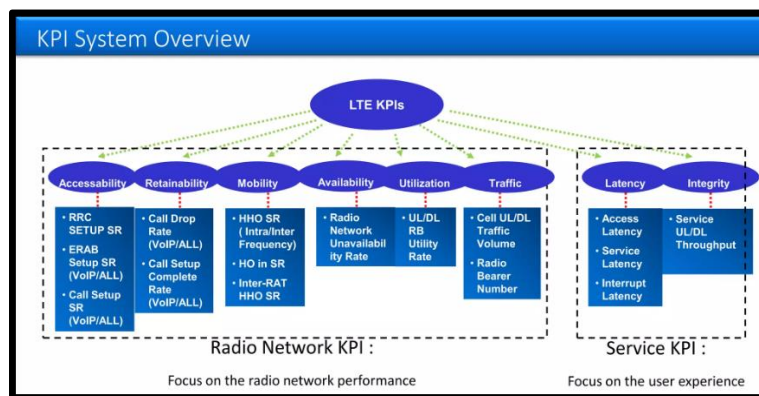 KPI System Overview
LTE KPIs
Accessability
Retainability
Mobility
Availability
Utilization
Traffic
Latency
Integrity
• RRC
SETUP SR
• ERAB
Setup SR
(VoIP/ALL)
• Call Setup
SR
(VoIP/ALL)
• Call Drop
Rate
(VoIP/ALL)
• Call Setup
Complete
Rate
(VoIP/ALL)
• HHO SR
( Intra/Inter
Frequency)
• HO in SR
• Inter-RAT
HHO SR
• Radio
Network
Unavailabil
ity Rate
• UL/DL
RB
Utility
Rate
• Cell UL/DL
Traffic
Volume
• Radio
Bearer
Number
• Access
Latency
• Service
Latency
• Interrupt
Latency
• Service
UL/DL
Throughput
Radio Network KPI :
Focus on the radio network performance
Service KPI :
Focus on the user experience